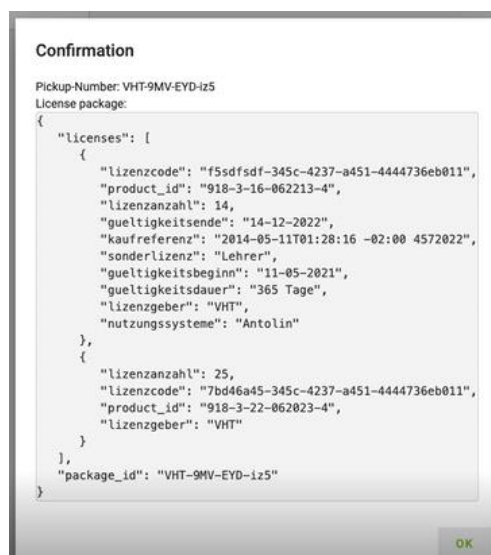 Confirmation
Pickup-Number: VHT-9MV-EYD-iz5
License package:
{
"licenses": [
{
"lizenzcode": "f5sdfsdf-345c-4237-a451-4444736eb011",
"product_id": "918-3-16-062213-4",
"lizenzanzahl": 14,
"gueltigkeitsende": "14-12-2022",
"kaufreferenz": "2014-05-11T01:28:16 -02:00 4572022",
"sonderlizenz": "Lehrer",
"gueltigkeitsbeginn": "11-05-2021",
"gueltigkeitsdauer": "365 Tage",
"lizenzgeber": "VHT",
"nutzungssysteme": "Antolin"
},
{
"lizenzanzahl": 25,
"lizenzcode": "7bd46a45-345c-4237-a451-4444736eb011",
"product_id": "918-3-22-062023-4",
"lizenzgeber": "VHT"
}
],
"package_id": "VHT-9MV-EYD-iz5"
}
OK